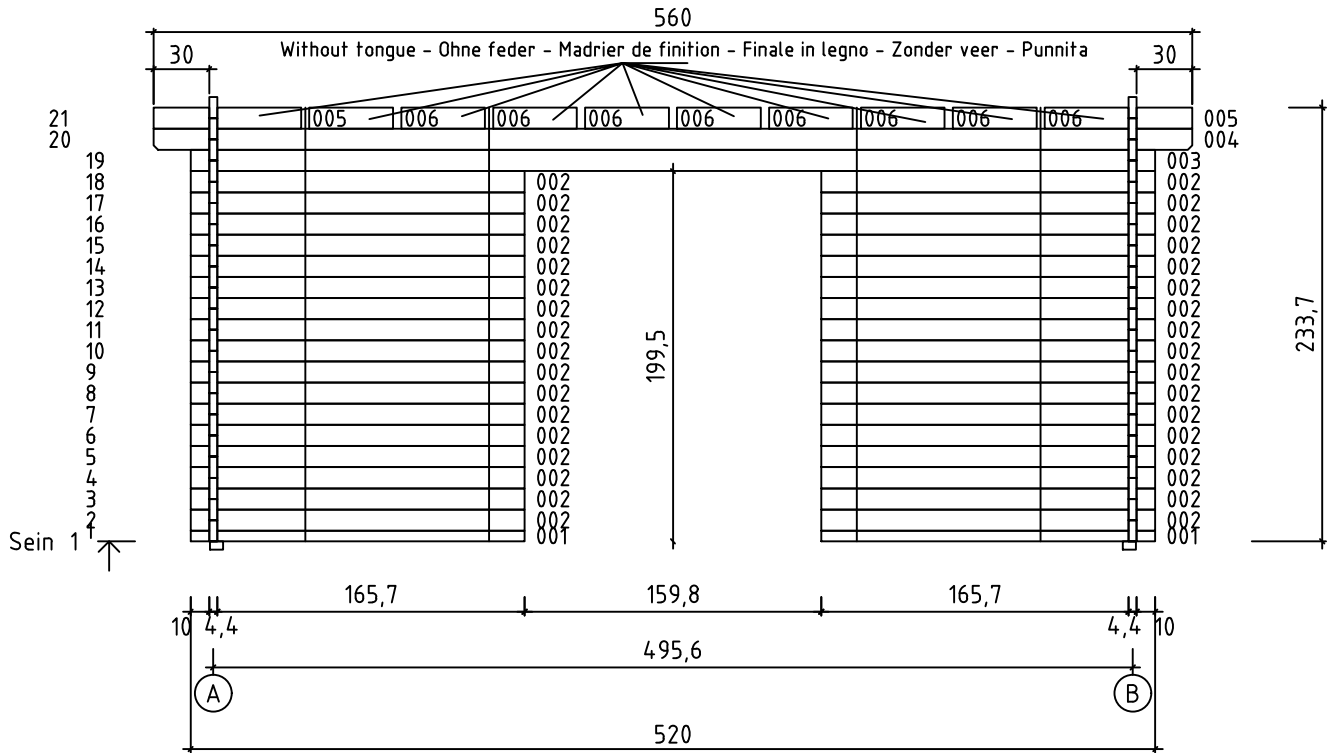 560
30 Without tongue - Ohne feder - Madrier de finition - Finale in legno - Zonder veer - Punnita 30
21 005 006 006 006 006 006 006 006 006 005
20 004
19 003
18 002 002
17 002 002
16 002 002
15 002 002
14 002 002
13 002 002
12 002 002
11 002 002
10 002 002
9 002 002
8 002 002
7 002 002
6 002 002
5 002 002
4 002 002
3 002 002
2 002 002
1 001 001
199,5
233,7
Sein 1
165,7 159,8 165,7
10 4,4 4,4 10
495,6
A B
520